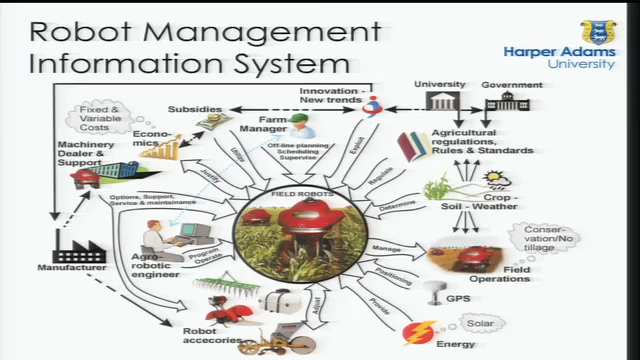 Robot Management
Information System
Harper Adams
University
Innovation -
New trends
University
Government
Subsidies
Fixed &
Variable
Costs
Farm
Manager
Econo-
mics
Machinery
Dealer &
Support
Off-line planning
Scheduling
Supervise
Agricultural
regulations,
Rules & Standards
Utilize
Justify
Exploit
Regulate
Determine
FIELD ROBOTS
Options, Support,
Service & maintainance
Crop -
Soil - Weather
Conser-
vation/No
tillage
Program
Operate
Manage
Positioning
Provide
Adjust
Manufacturer
Agro-
robotic
engineer
Field
Operations
GPS
Solar
Energy
Robot
accecories